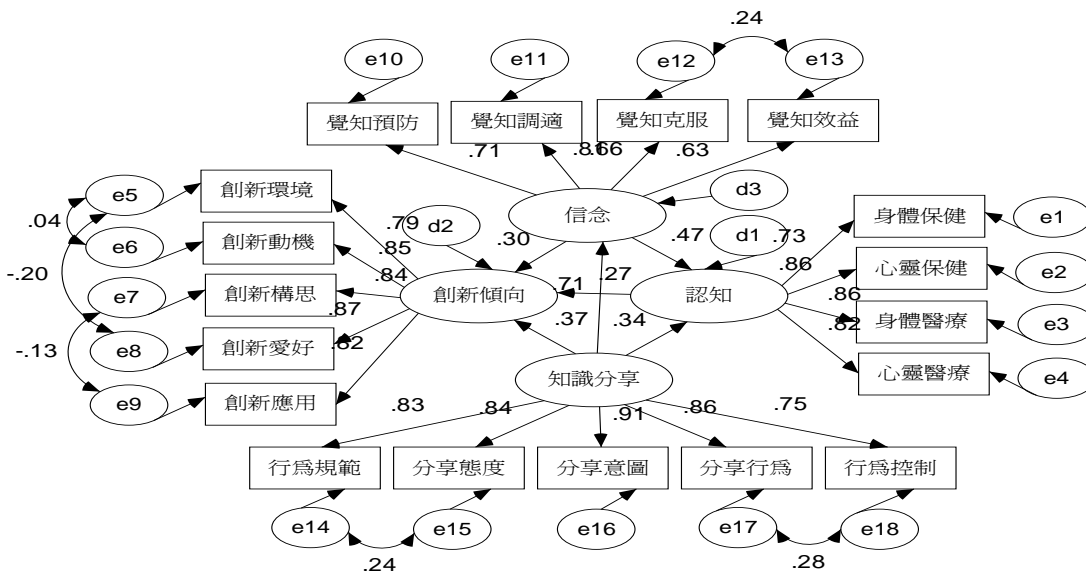 .24
e10
e11
e12
e13
覺知預防
覺知調適
覺知克服
覺知效益
.71
.81
.66
.63
e5
創新環境
d3
信念
身體保健
e1
.04
.79
d2
.47
d1
.73
e6
創新動機
.85
.30
.86
心靈保健
e2
-.20
.84
.27
e7
創新構思
創新傾向
.71
認知
.86
身體醫療
e3
.87
.37
.34
.82
-.13
e8
創新愛好
.82
心靈醫療
e4
知識分享
e9
創新應用
.83
.84
.91
.86
.75
行為規範
分享態度
分享意圖
分享行為
行為控制
e14
e15
e16
e17
e18
.24
.28